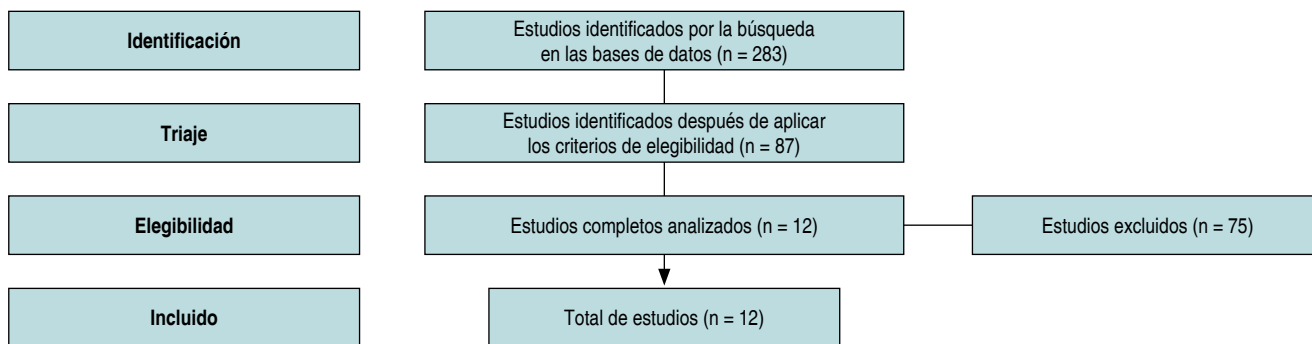 Identificación
Estudios identificados por la búsqueda
en las bases de datos (n = 283)
Triaje
Estudios identificados después de aplicar
los criterios de elegibilidad (n = 87)
Elegibilidad
Estudios completos analizados (n = 12)
Estudios excluidos (n = 75)
Incluido
Total de estudios (n = 12)